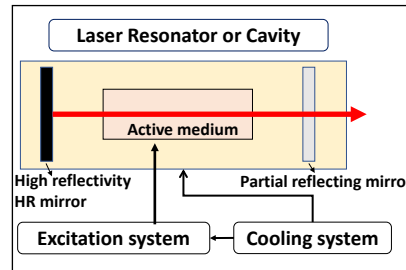 Laser Resonator or Cavity
Active medium
High reflectivity
HR mirror
Partial reflecting mirro
Excitation system
Cooling system